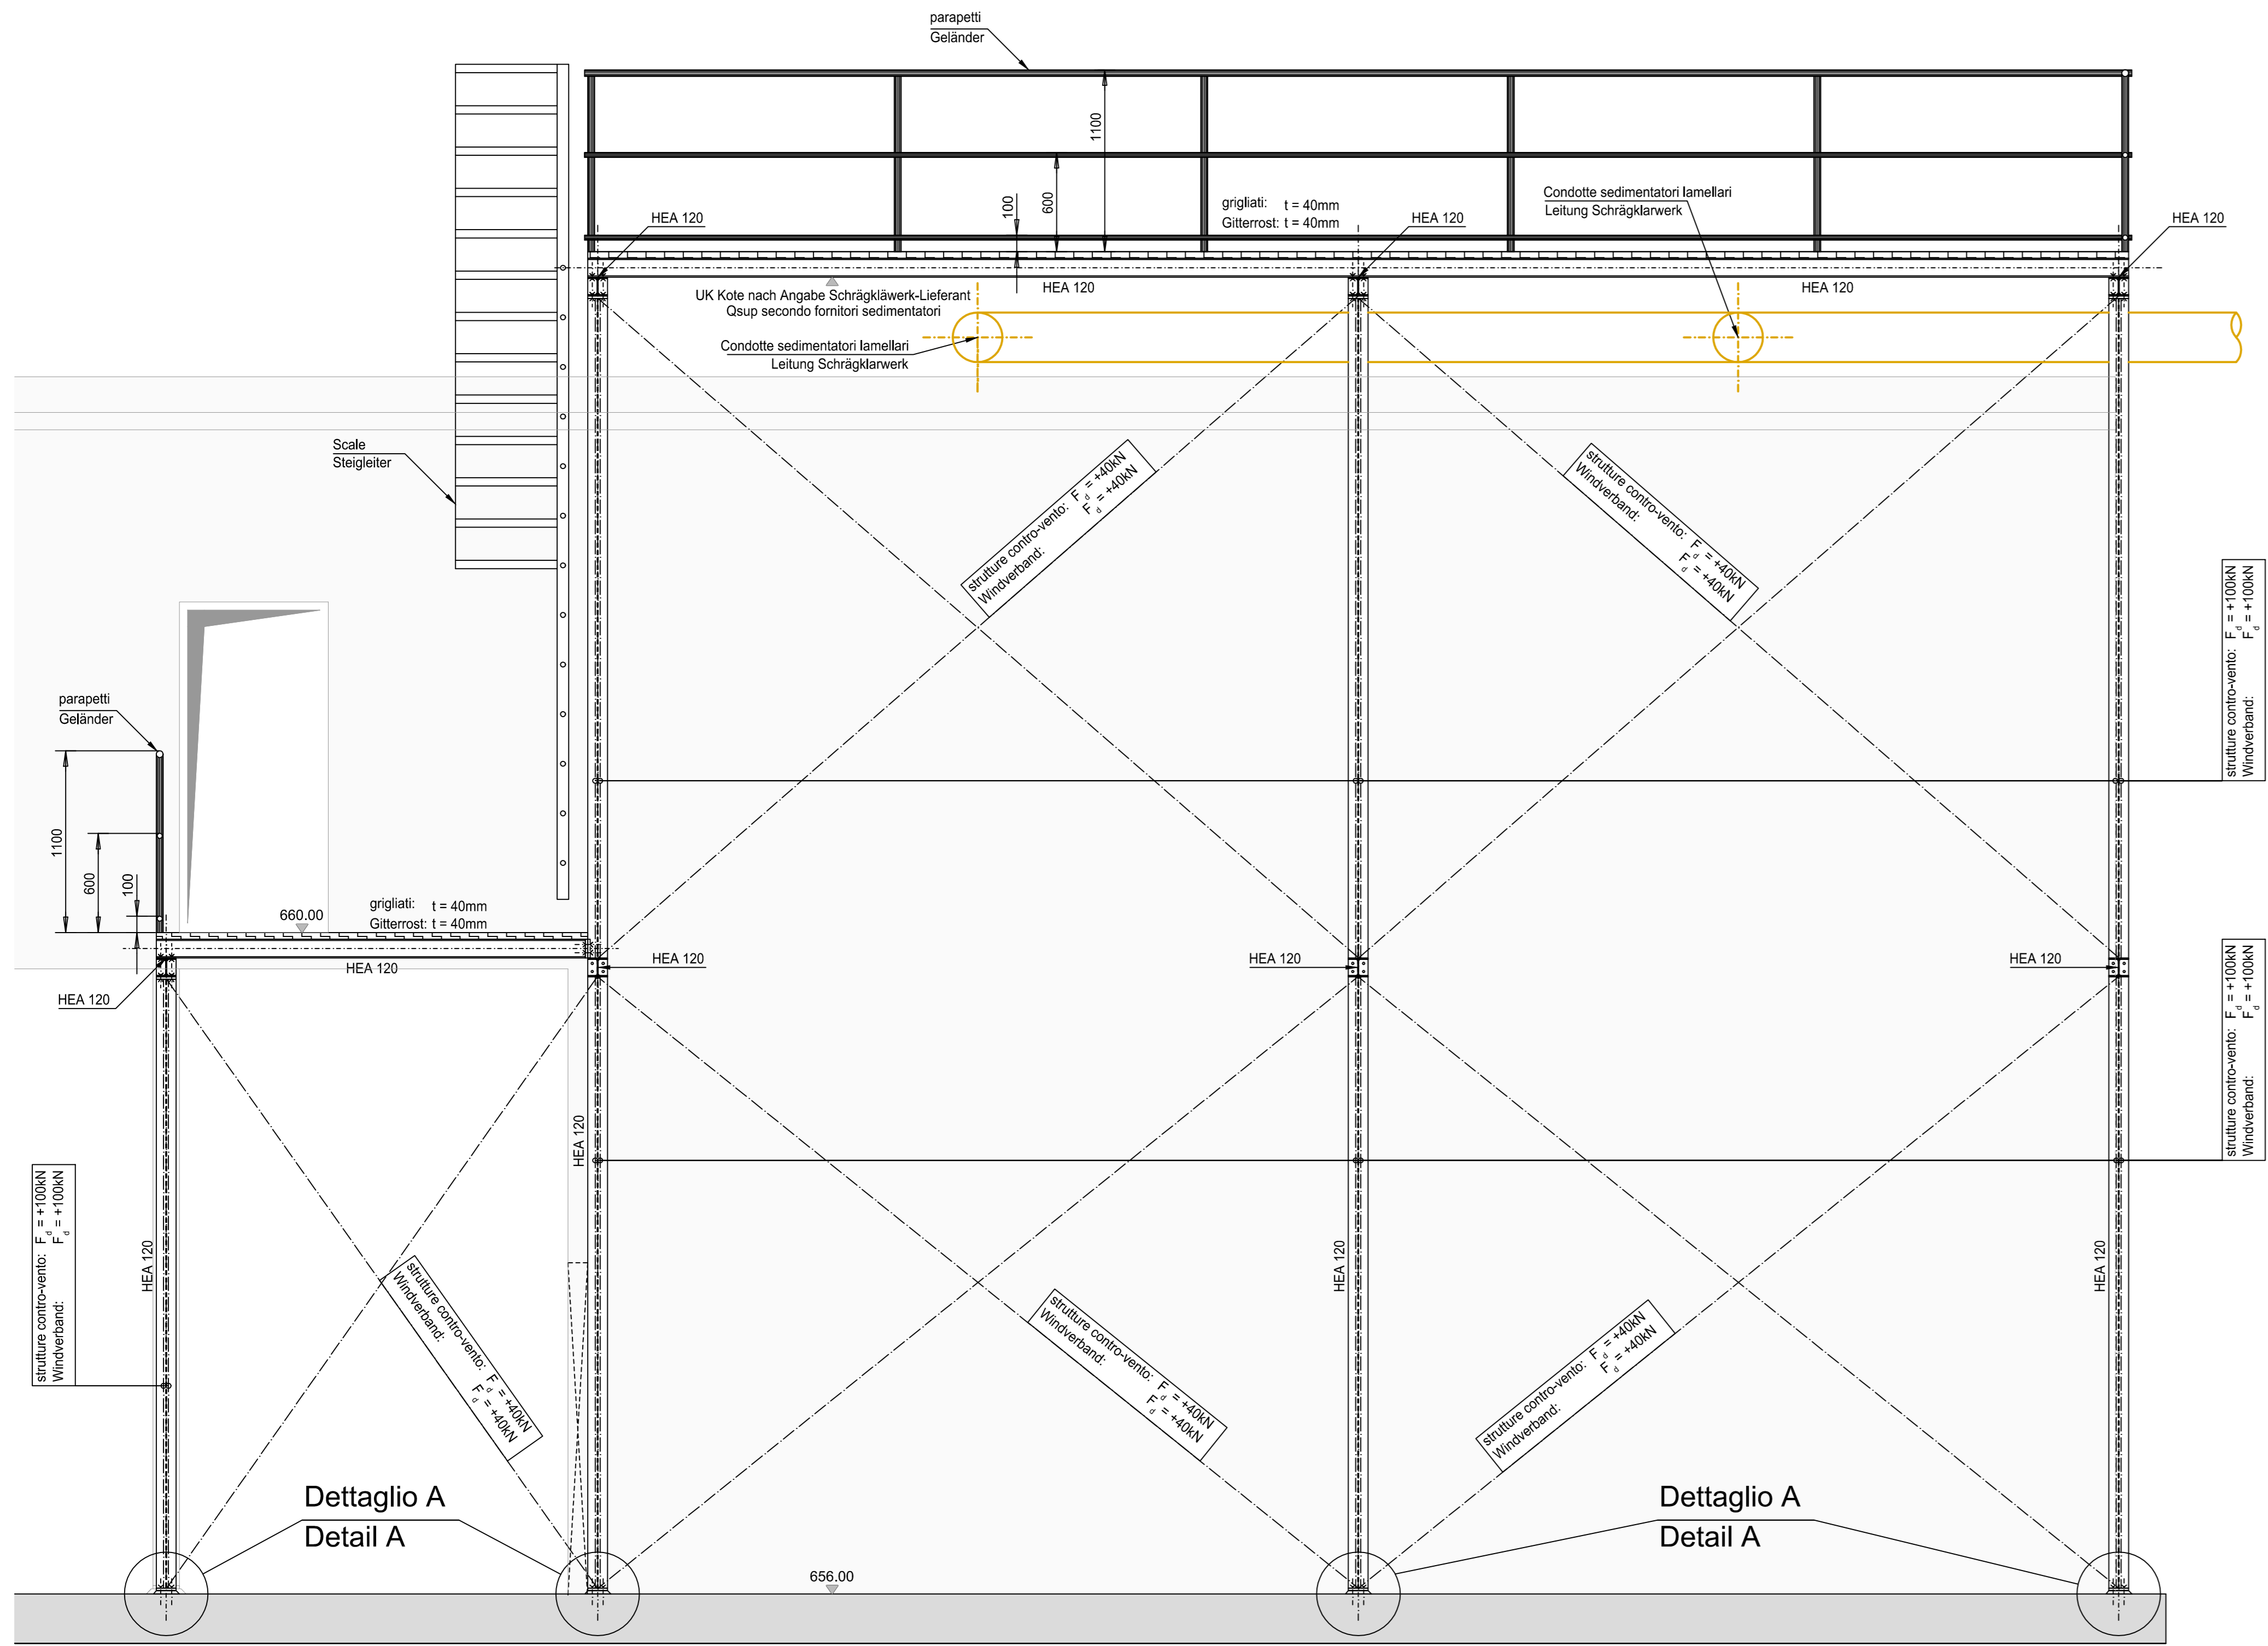 parapetti
Geländer
1100
600
100
grigliati: t = 40mm
Gitterrost: t = 40mm
Condotte sedimentatori lamellari
Leitung Schrägklarwerk
HEA 120
HEA 120
HEA 120
HEA 120
HEA 120
UK Kote nach Angabe Schrägkläwerk-Lieferant
Qsup secondo fornitori sedimentatori
Condotte sedimentatori lamellari
Leitung Schrägklarwerk
Scale
Steigleiter
strutture contro-vento: Fd = +40kN
Windverband: Fd = +40kN
strutture contro-vento: Fd = +40kN
Windverband: Fd = +40kN
strutture contro-vento: Fd = +100kN
Windverband: Fd = +100kN
parapetti
Geländer
1100
600
100
660.00
grigliati: t = 40mm
Gitterrost: t = 40mm
HEA 120
HEA 120
HEA 120
HEA 120
HEA 120
strutture contro-vento: Fd = +100kN
Windverband: Fd = +100kN
strutture contro-vento: Fd = +100kN
Windverband: Fd = +100kN
HEA 120
HEA 120
HEA 120
HEA 120
strutture contro-vento: Fd = +40kN
Windverband: Fd = +40kN
strutture contro-vento: Fd = +40kN
Windverband: Fd = +40kN
strutture contro-vento: Fd = +40kN
Windverband: Fd = +40kN
Dettaglio A
Detail A
Dettaglio A
Detail A
656.00